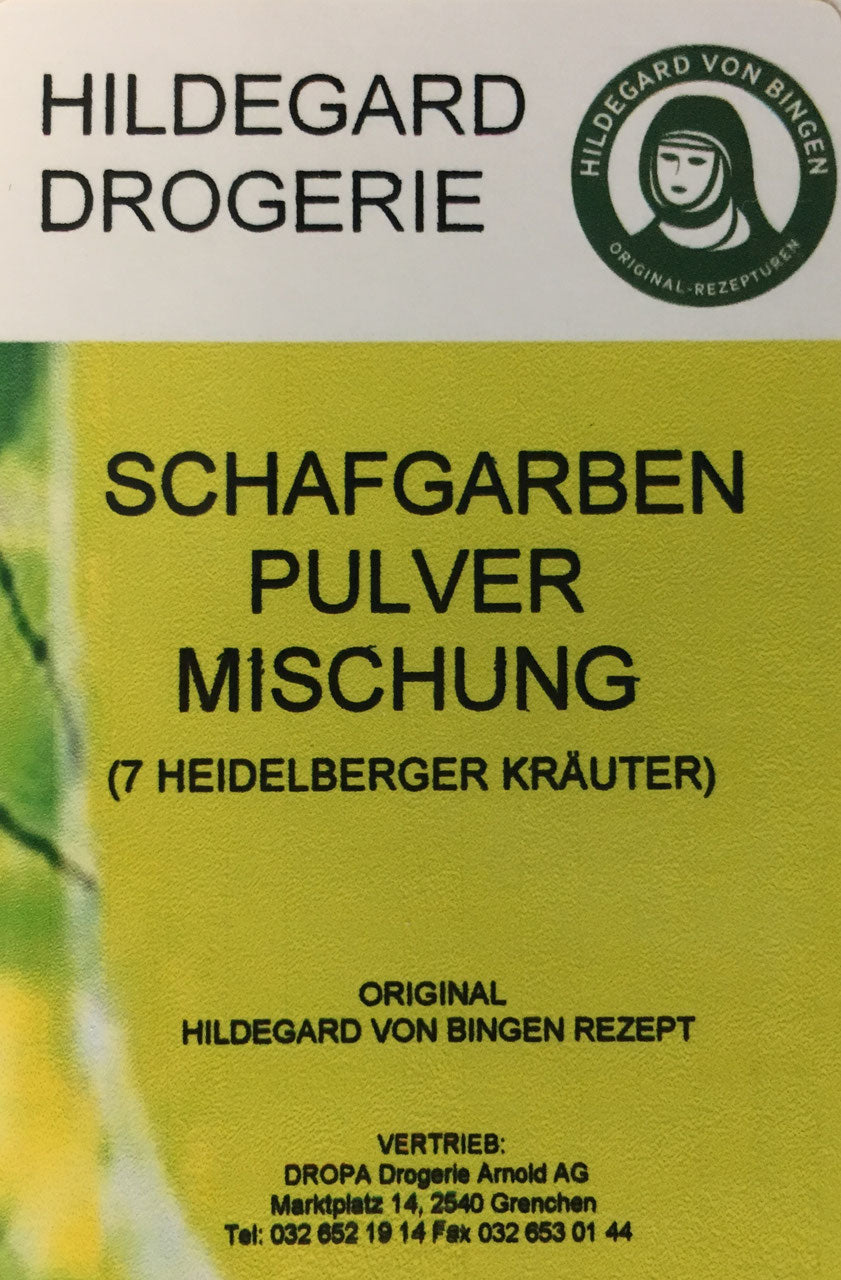 HILDEGARD
DROGERIE
HILDEGARD VON BINGEN
ORIGINAL-REZEPTUREN
SCHAFGARBEN
PULVER
MISCHUNG
(7 HEIDELBERGER KRÄUTER)
ORIGINAL
HILDEGARD VON BINGEN REZEPT
VERTRIEB:
DROPA Drogerie Arnold AG
Marktplatz 14, 2540 Grenchen
Tel: 032 652 19 14 Fax 032 653 01 44